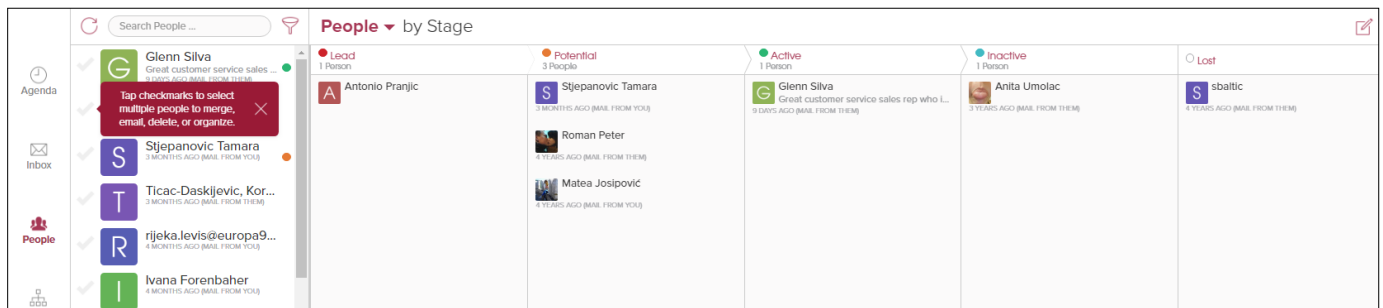 Search People ...
People by Stage
Agenda
Inbox
People
G
Glenn Silva
Great customer service sales ...
9 DAYS AGO (MAIL FROM THEM)
Tap checkmarks to select
multiple people to merge,
email, delete, or organize.
S
Stjepanovic Tamara
3 MONTHS AGO (MAIL FROM YOU)
T
Ticac-Daskijevic, Kor...
3 MONTHS AGO (MAIL FROM THEM)
R
rijeka.levis@europa9...
4 MONTHS AGO (MAIL FROM YOU)
I
Ivana Forenbaher
4 MONTHS AGO (MAIL FROM YOU)
Lead
1 Person
A
Antonio Pranjic
Potential
3 People
S
Stjepanovic Tamara
3 MONTHS AGO (MAIL FROM YOU)
Roman Peter
4 YEARS AGO (MAIL FROM THEM)
Matea Josipović
4 YEARS AGO (MAIL FROM YOU)
Active
1 Person
G
Glenn Silva
Great customer service sales rep who i...
9 DAYS AGO (MAIL FROM THEM)
Inactive
1 Person
Anita Umolac
3 YEARS AGO (MAIL FROM THEM)
Lost
S
sbaltic
4 YEARS AGO (MAIL FROM THEM)